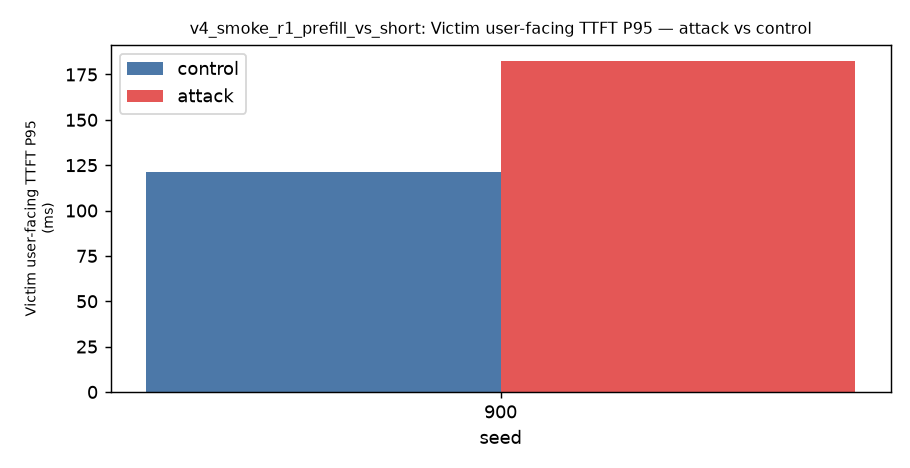 v4_smoke_r1_prefill_vs_short: Victim user-facing TTFT P95 — attack vs control
control
attack
Victim user-facing TTFT P95
(ms)
175
150
125
100
75
50
25
0
900
seed